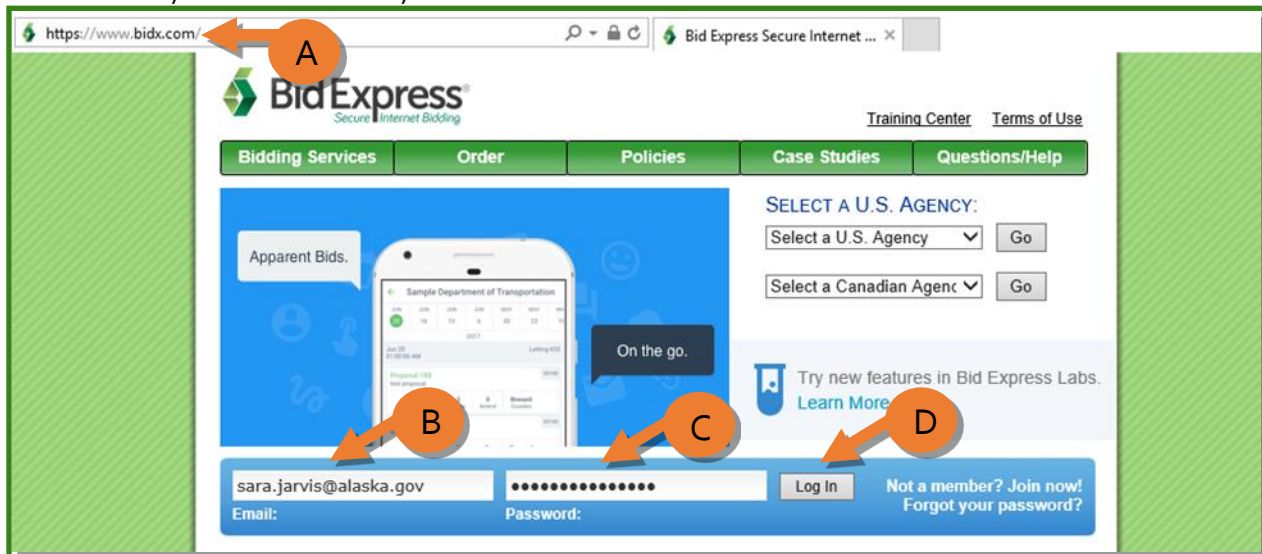 https://www.bidx.com/
Bid Express Secure Internet ... ×
A
Bid Express®
Secure Internet Bidding
Training Center Terms of Use
Bidding Services Order Policies Case Studies Questions/Help
SELECT A U.S. AGENCY:
Select a U.S. Agency Go
Select a Canadian Agenc Go
Apparent Bids.
Sample Department of Transportation
2017
On the go.
Try new features in Bid Express Labs.
Learn More
B
C
D
sara.jarvis@alaska.gov
•••••••••••••••
Log In
Not a member? Join now!
Email:
Password:
Forgot your password?